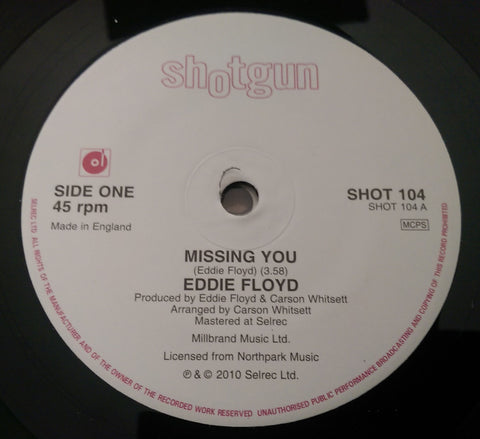 shotgun
SIDE ONE
45 rpm
Made in England
SHOT 104
SHOT 104 A
MCPS
MISSING YOU
(Eddie Floyd) (3.58)
EDDIE FLOYD
Produced by Eddie Floyd & Carson Whitsett
Arranged by Carson Whitsett
Mastered at Selrec
Millbrand Music Ltd.
Licensed from Northpark Music
℗ & © 2010 Selrec Ltd.
SELREC LTD ALL RIGHTS OF THE MANUFACTURER AND OF THE OWNER OF THE RECORDED WORK RESERVED UNAUTHORISED PUBLIC PERFORMANCE BROADCASTING AND COPYING OF THIS RECORD PROHIBITED